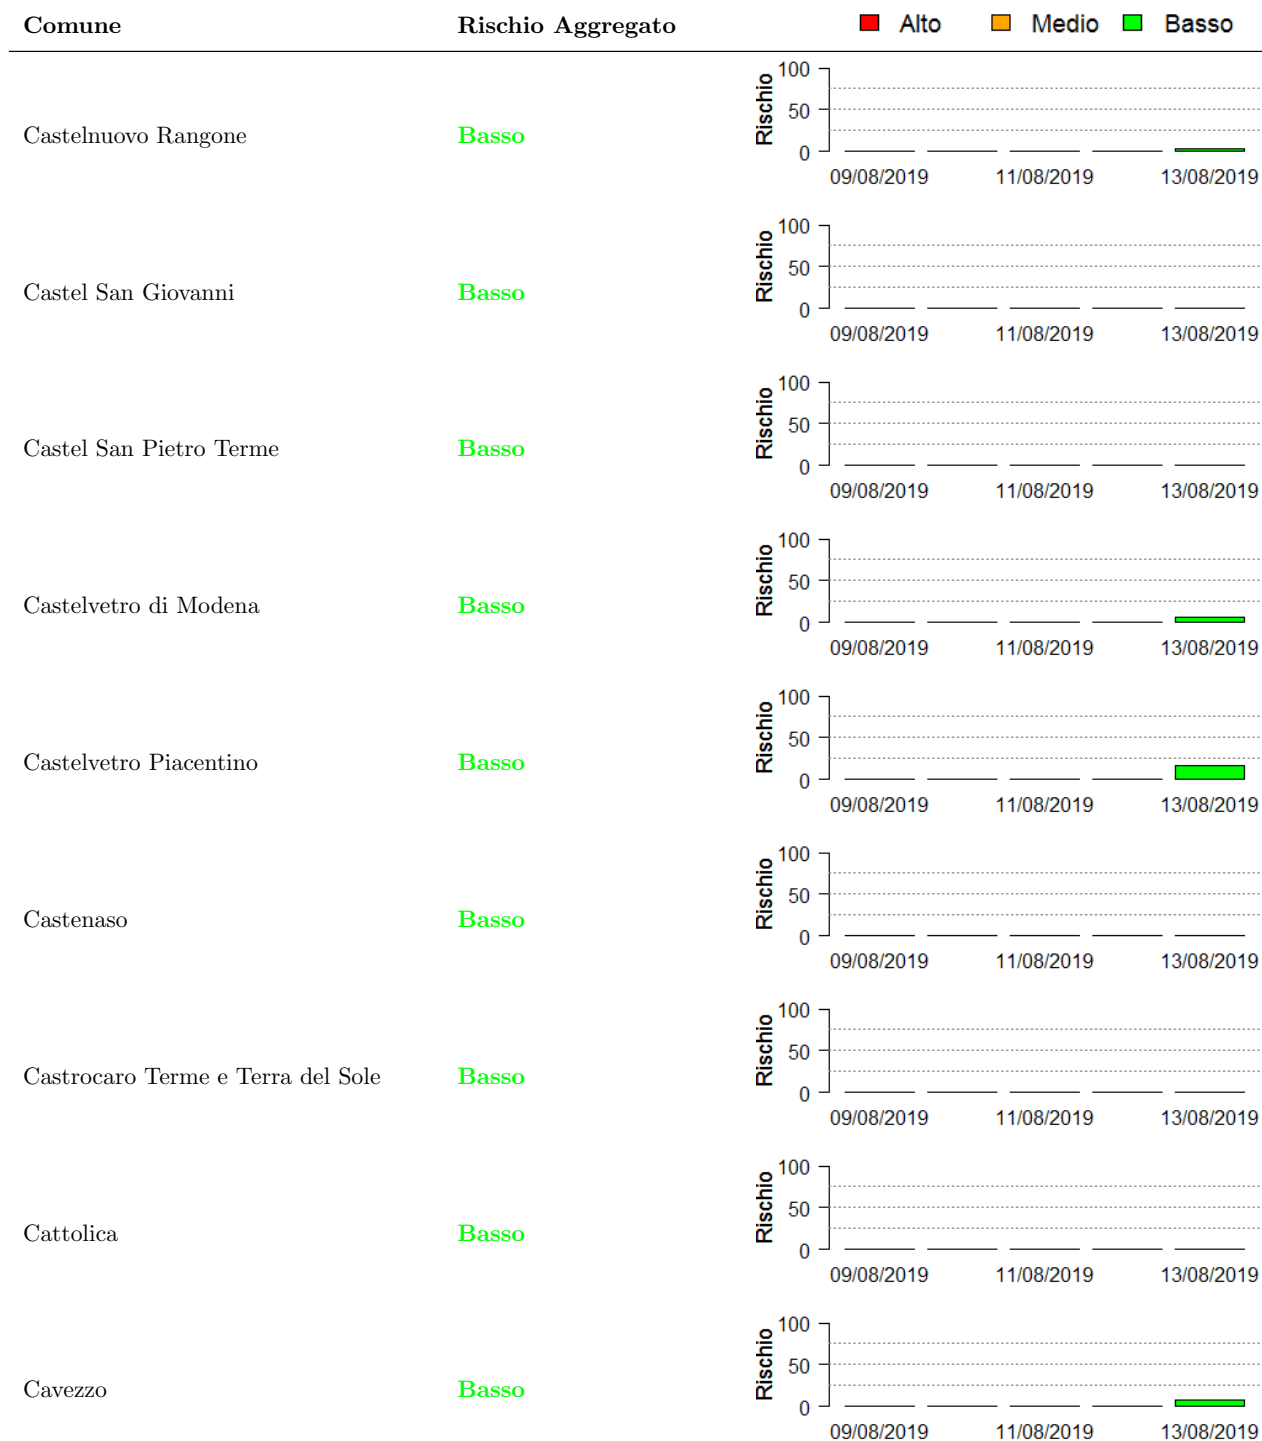 Comune Rischio Aggregato Alto Medio Basso
Castelnuovo Rangone Basso
Rischio
100
50
0
09/08/2019 11/08/2019 13/08/2019
Castel San Giovanni Basso
Rischio
100
50
0
09/08/2019 11/08/2019 13/08/2019
Castel San Pietro Terme Basso
Rischio
100
50
0
09/08/2019 11/08/2019 13/08/2019
Castelvetro di Modena Basso
Rischio
100
50
0
09/08/2019 11/08/2019 13/08/2019
Castelvetro Piacentino Basso
Rischio
100
50
0
09/08/2019 11/08/2019 13/08/2019
Castenaso Basso
Rischio
100
50
0
09/08/2019 11/08/2019 13/08/2019
Castrocaro Terme e Terra del Sole Basso
Rischio
100
50
0
09/08/2019 11/08/2019 13/08/2019
Cattolica Basso
Rischio
100
50
0
09/08/2019 11/08/2019 13/08/2019
Cavezzo Basso
Rischio
100
50
0
09/08/2019 11/08/2019 13/08/2019